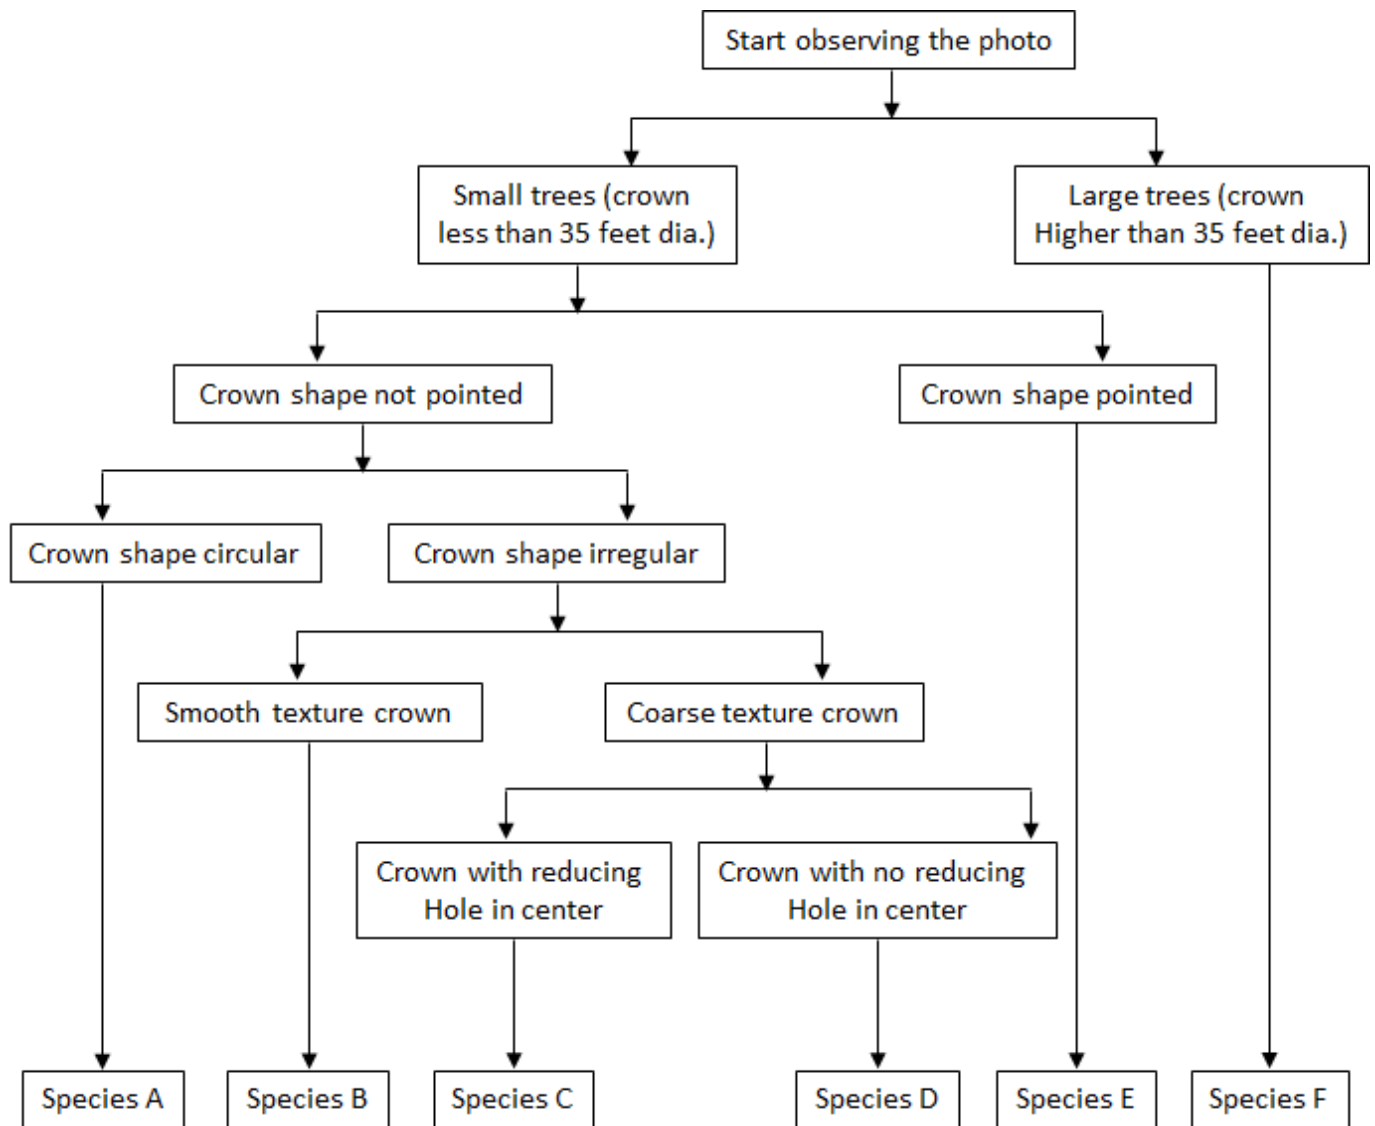 Start observing the photo
Small trees (crown
less than 35 feet dia.)
Large trees (crown
Higher than 35 feet dia.)
Crown shape not pointed
Crown shape pointed
Crown shape circular
Crown shape irregular
Smooth texture crown
Coarse texture crown
Crown with reducing
Hole in center
Crown with no reducing
Hole in center
Species A
Species B
Species C
Species D
Species E
Species F